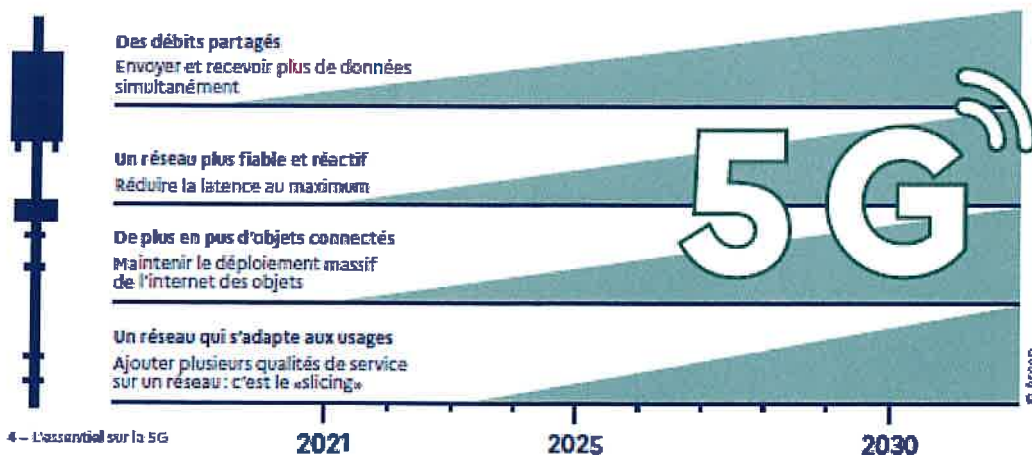 Des débits partagés
Envoyer et recevoir plus de données
simultanément
Un réseau plus fiable et réactif
Réduire la latence au maximum
De plus en pus d'objets connectés
Maintenir le déploiement massif
de l'internet des objets
Un réseau qui s'adapte aux usages
Ajouter plusieurs qualités de service
sur un réseau : c'est le «slicing»
5G
4 – L'essentiel sur la 5G
2021
2025
2030